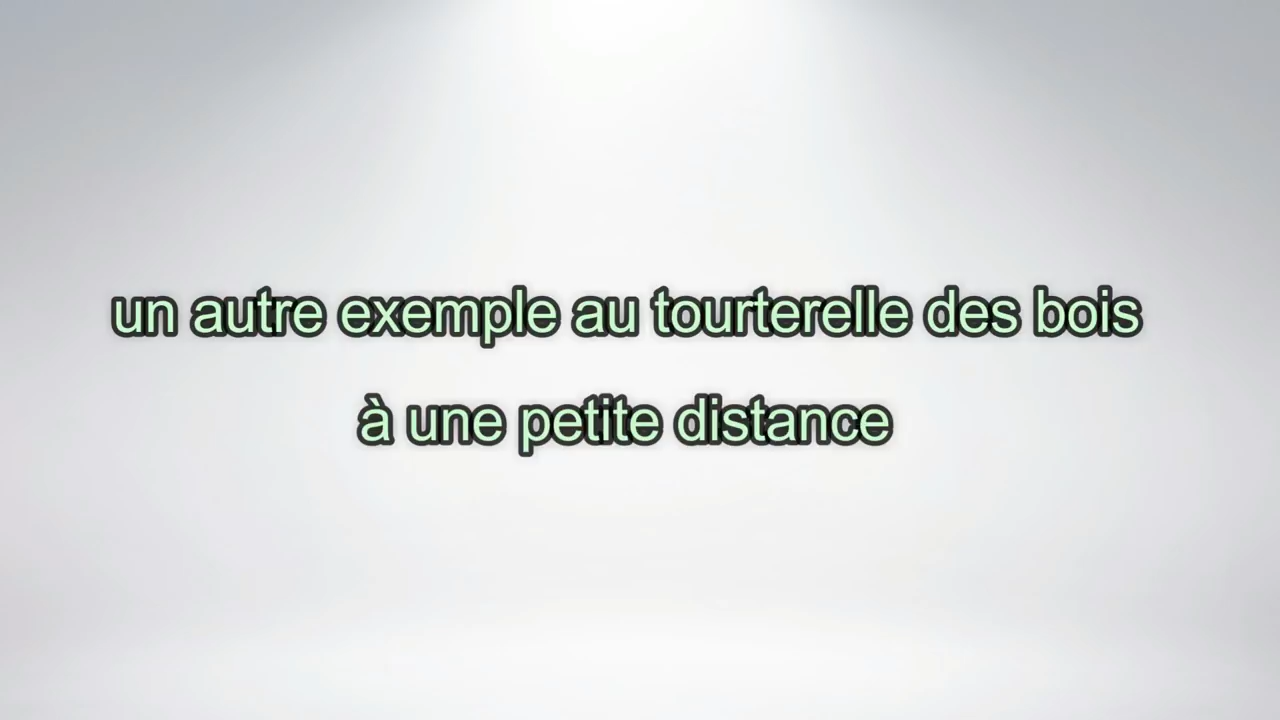 un autre exemple au tourterelle des bois
à une petite distance